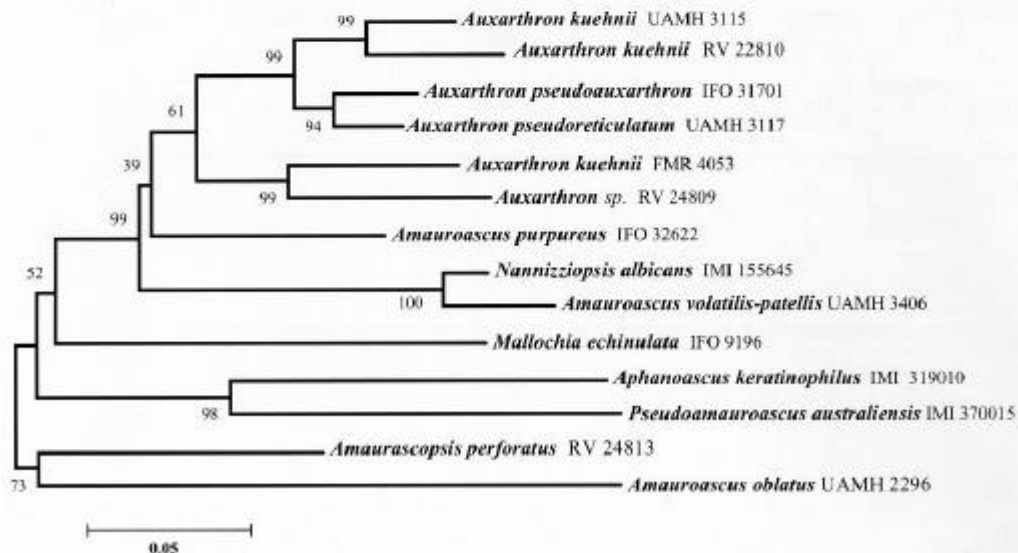 99
Auxarthron kuehnii UAMH 3115
Auxarthron kuehnii RV 22810
99
Auxarthron pseudoauxarthron IFO 31701
61
94
Auxarthron pseudoreticulatum UAMH 3117
39
Auxarthron kuehnii FMR 4053
99
Auxarthron sp. RV 24809
99
Amauroascus purpureus IFO 32622
52
Nannizziopsis albicans IMI 155645
100
Amauroascus volatilis-patellis UAMH 3406
Mallochia echinulata IFO 9196
Aphanoascus keratinophilus IMI 319010
98
Pseudoamauroascus australiensis IMI 370015
Amaurascopsis perforatus RV 24813
73
Amauroascus oblatus UAMH 2296
0.05